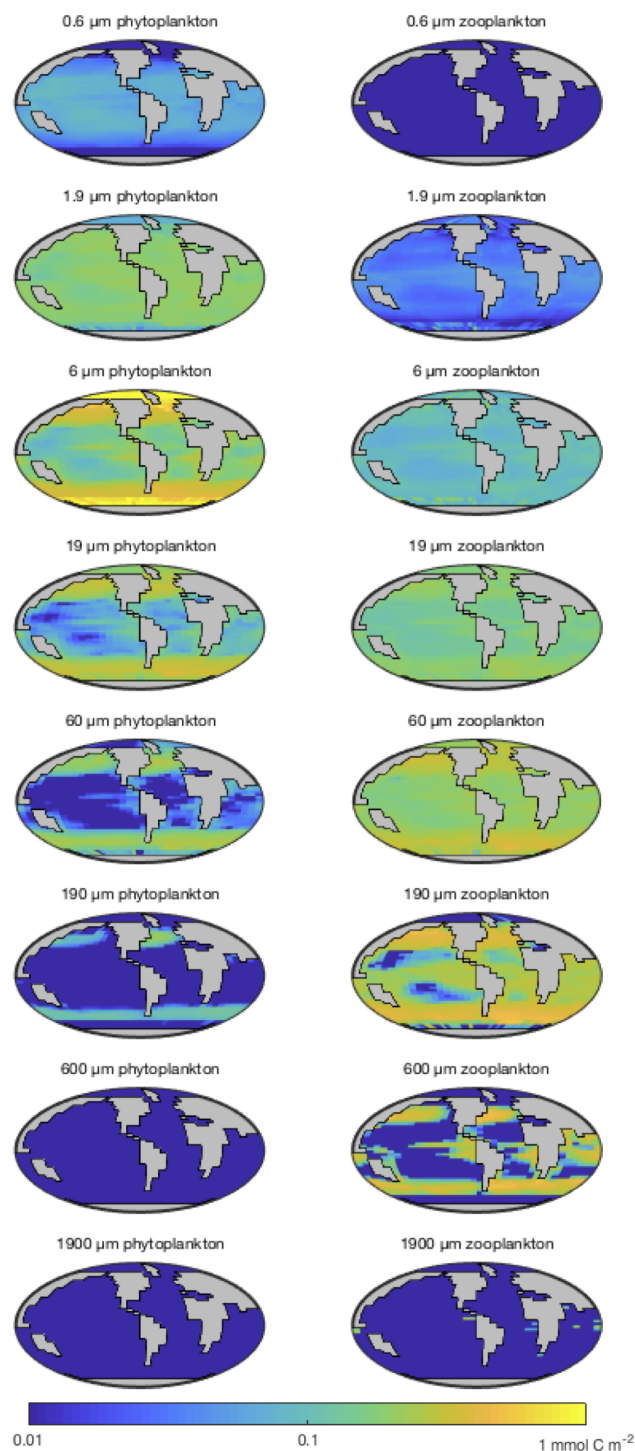 0.6 µm phytoplankton
0.6 µm zooplankton
1.9 µm phytoplankton
1.9 µm zooplankton
6 µm phytoplankton
6 µm zooplankton
19 µm phytoplankton
19 µm zooplankton
60 µm phytoplankton
60 µm zooplankton
190 µm phytoplankton
190 µm zooplankton
600 µm phytoplankton
600 µm zooplankton
1900 µm phytoplankton
1900 µm zooplankton
0.01 0.1 1 mmol C m⁻²